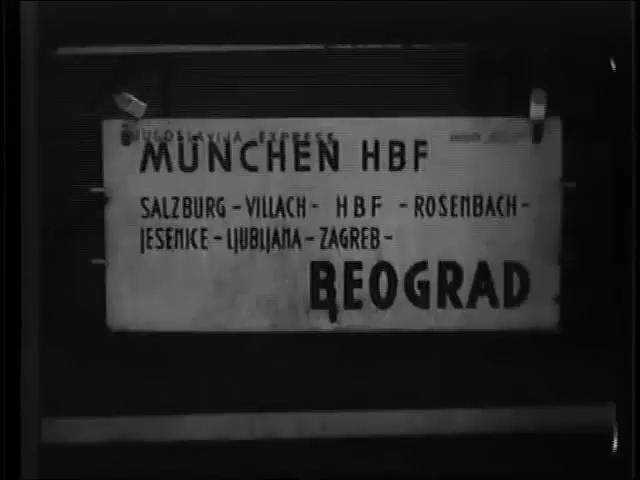 JUGOSLAVIJA EXPRESS
MÜNCHEN HBF
SALZBURG - VILLACH - HBF - ROSENBACH -
JESENICE - LJUBLJANA - ZAGREB -
BEOGRAD